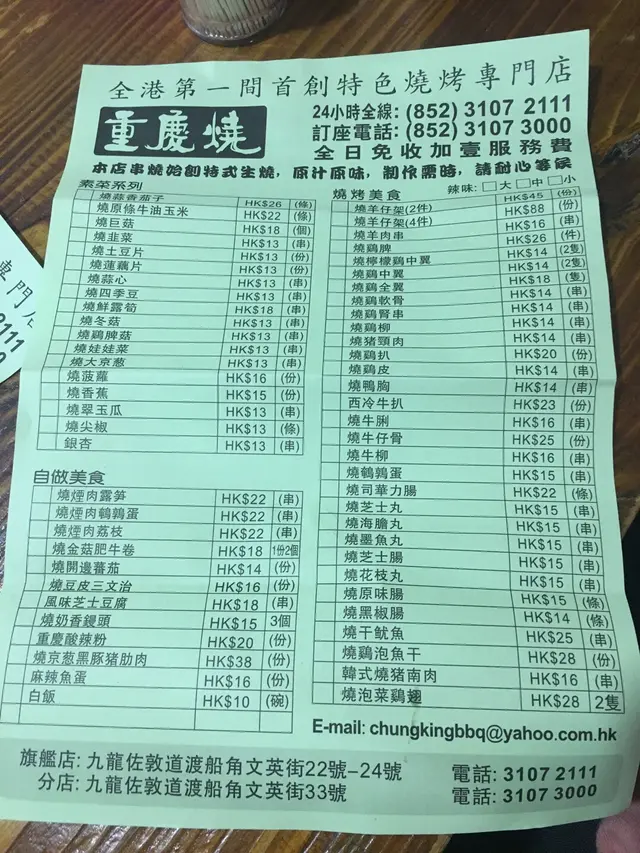 全港第一間首創特色燒烤專門店
重慶燒
24小時全線: (852) 3107 2111
訂座電話: (852) 3107 3000
全日免收加壹服務費
本店串燒始創特式生燒，原汁原味，制作需時，請耐心等候
素菜系列
燒蒜香茄子 HK$26 (條)
燒原條牛油玉米 HK$22 (條)
燒巨菇 HK$18 (個)
燒韭菜 HK$13 (串)
燒土豆片 HK$13 (份)
燒蓮藕片 HK$13 (份)
燒蒜心 HK$13 (串)
燒四季豆 HK$13 (串)
燒鮮露筍 HK$18 (串)
燒冬菇 HK$13 (串)
燒鷄脾菇 HK$13 (串)
燒娃娃菜 HK$13 (串)
燒大京葱 HK$13 (串)
燒菠蘿 HK$16 (份)
燒香蕉 HK$15 (份)
燒翠玉瓜 HK$13 (串)
燒尖椒 HK$13 (條)
銀杏 HK$13 (串)
自做美食
燒煙肉露笋 HK$22 (串)
燒煙肉鵪鶉蛋 HK$22 (串)
燒煙肉荔枝 HK$22 (串)
燒金菇肥牛卷 HK$18 1份2個
燒開邊蕃茄 HK$14 (份)
燒豆皮三文治 HK$16 (份)
風味芝士豆腐 HK$18 (串)
燒奶香饅頭 HK$15 3個
重慶酸辣粉 HK$20 (份)
燒京葱黑豚猪肋肉 HK$38 (份)
麻辣魚蛋 HK$16 (份)
白飯 HK$10 (碗)
燒烤美食 辣味: 大 中 小
燒羊仔架(2件) HK$45 (份)
燒羊仔架(4件) HK$88 (份)
燒羊肉串 HK$16 (串)
燒鷄脾 HK$26 (件)
燒檸檬鷄中翼 HK$14 (2隻)
燒鷄中翼 HK$14 (2隻)
燒鷄全翼 HK$18 (隻)
燒鷄軟骨 HK$14 (串)
燒鷄腎串 HK$14 (串)
燒鷄柳 HK$14 (串)
燒猪頸肉 HK$14 (串)
燒鷄扒 HK$20 (份)
燒鷄皮 HK$14 (串)
燒鴨胸 HK$14 (串)
西冷牛扒 HK$23 (份)
燒牛脷 HK$16 (串)
燒牛仔骨 HK$25 (份)
燒牛柳 HK$16 (串)
燒鵪鶉蛋 HK$15 (串)
燒司華力腸 HK$22 (條)
燒芝士丸 HK$15 (串)
燒海膽丸 HK$15 (串)
燒墨魚丸 HK$15 (串)
燒芝士腸 HK$15 (串)
燒花枝丸 HK$15 (串)
燒原味腸 HK$15 (條)
燒黑椒腸 HK$14 (條)
燒干魷魚 HK$25 (串)
燒鷄泡魚干 HK$28 (份)
韓式燒猪南肉 HK$16 (串)
燒泡菜鷄翅 HK$28 2隻
E-mail: chungkingbbq@yahoo.com.hk
旗艦店: 九龍佐敦道渡船角文英街22號-24號 電話: 3107 2111
分店: 九龍佐敦道渡船角文英街33號 電話: 3107 3000